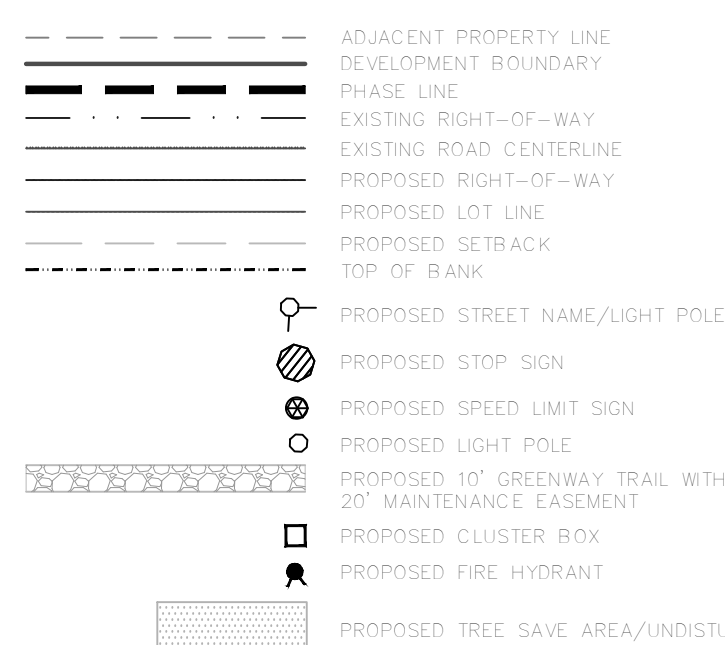 ADJACENT PROPERTY LINE
DEVELOPMENT BOUNDARY
PHASE LINE
EXISTING RIGHT-OF-WAY
EXISTING ROAD CENTERLINE
PROPOSED RIGHT-OF-WAY
PROPOSED LOT LINE
PROPOSED SETBACK
TOP OF BANK
PROPOSED STREET NAME/LIGHT POLE
PROPOSED STOP SIGN
PROPOSED SPEED LIMIT SIGN
PROPOSED LIGHT POLE
PROPOSED 10' GREENWAY TRAIL WITH
20' MAINTENANCE EASEMENT
PROPOSED CLUSTER BOX
PROPOSED FIRE HYDRANT
PROPOSED TREE SAVE AREA/